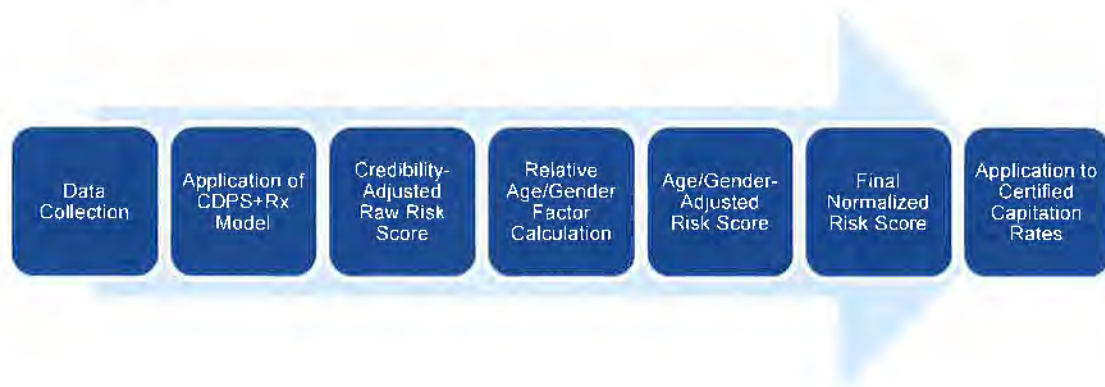 Data
Collection
Application of
CDPS+Rx
Model
Credibility-
Adjusted
Raw Risk
Score
Relative
Age/Gender
Factor
Calculation
Age/Gender-
Adjusted
Risk Score
Final
Normalized
Risk Score
Application to
Certified
Capitation
Rates